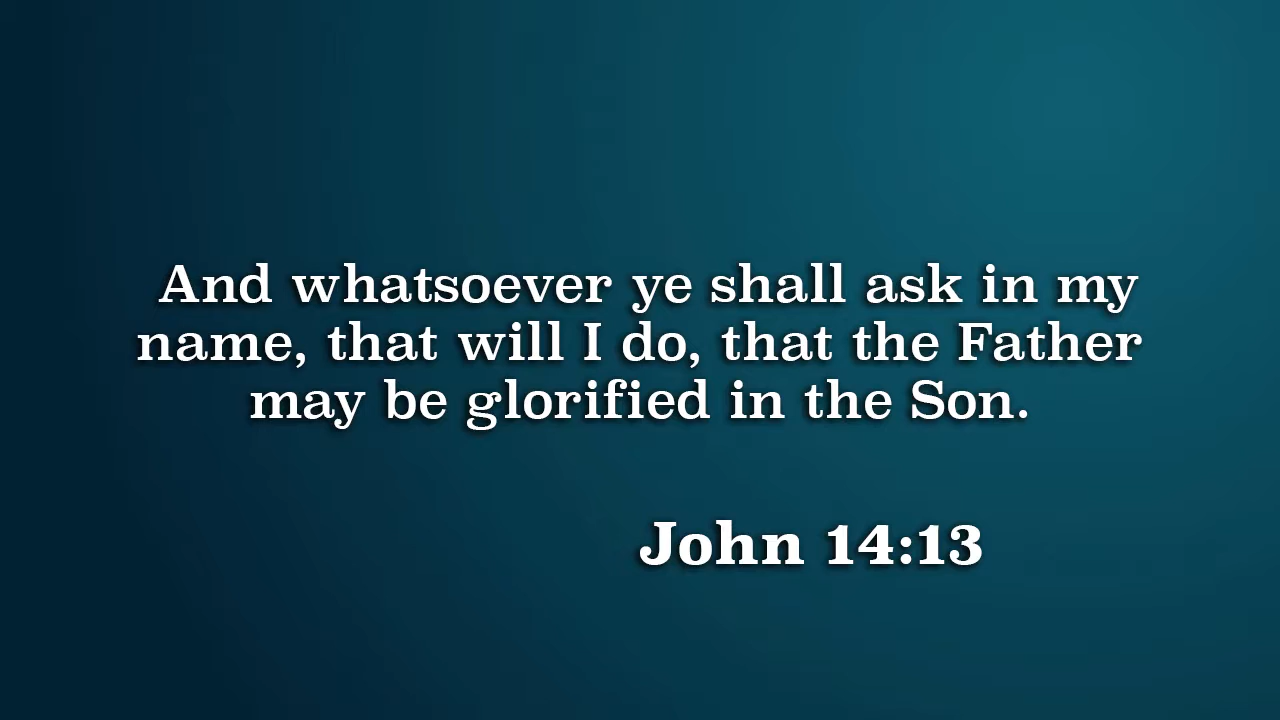 And whatsoever ye shall ask in my
name, that will I do, that the Father
may be glorified in the Son.
John 14:13